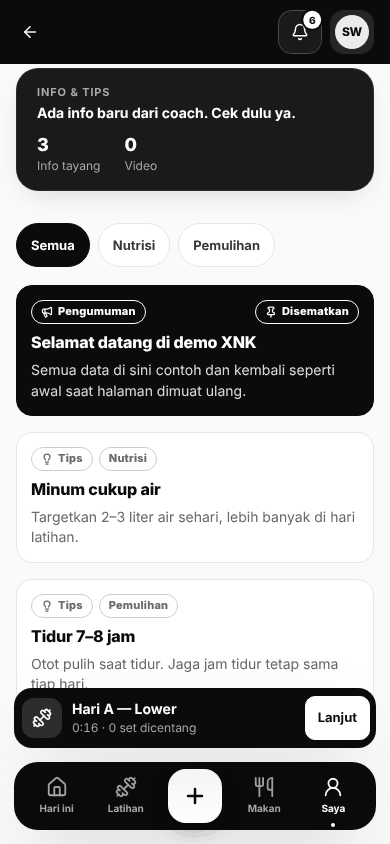 6
SW
INFO & TIPS
Ada info baru dari coach. Cek dulu ya.
3
0
Info tayang
Video
Semua
Nutrisi
Pemulihan
Pengumuman
Disematkan
Selamat datang di demo XNK
Semua data di sini contoh dan kembali seperti
awal saat halaman dimuat ulang.
Tips
Nutrisi
Minum cukup air
Targetkan 2–3 liter air sehari, lebih banyak di hari
latihan.
Tips
Pemulihan
Tidur 7–8 jam
Otot pulih saat tidur. Jaga jam tidur tetap sama
tiap hari.
Hari A — Lower
0:16 · 0 set dicentang
Lanjut
Hari ini
Latihan
Makan
Saya